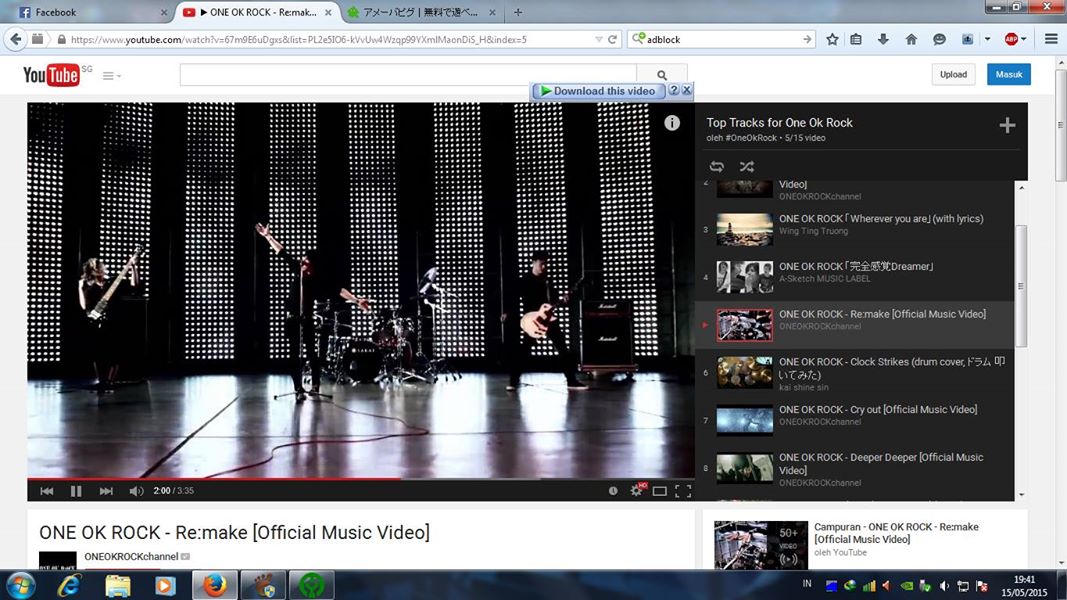 Facebook
▶ ONE OK ROCK - Re:mak...
アメーバピグ｜無料で遊べ...
https://www.youtube.com/watch?v=67m9E6uDgxs&list=PL2e5IO6-kVvUw4Wzqp99YXmlMaonDiS_H&index=5
adblock
ABP
YouTube SG
Upload
Masuk
Download this video
?
Top Tracks for One Ok Rock
oleh #OneOkRock • 5/15 video
2
Video]
ONEOKROCKchannel
3
ONE OK ROCK「Wherever you are」(with lyrics)
Wing Ting Truong
4
ONE OK ROCK「完全感覚Dreamer」
A-Sketch MUSIC LABEL
ONE OK ROCK - Re:make [Official Music Video]
ONEOKROCKchannel
6
ONE OK ROCK - Clock Strikes (drum cover,ドラム 叩
いてみた)
kai shine sin
7
ONE OK ROCK - Cry out [Official Music Video]
ONEOKROCKchannel
8
ONE OK ROCK - Deeper Deeper [Official Music
Video]
ONEOKROCKchannel
Marshall
2:00 / 3:35
HD
ONE OK ROCK - Re:make [Official Music Video]
ONEOKROCKchannel
50+
VIDEO
Campuran - ONE OK ROCK - Re:make
[Official Music Video]
oleh YouTube
IN
19:41
15/05/2015